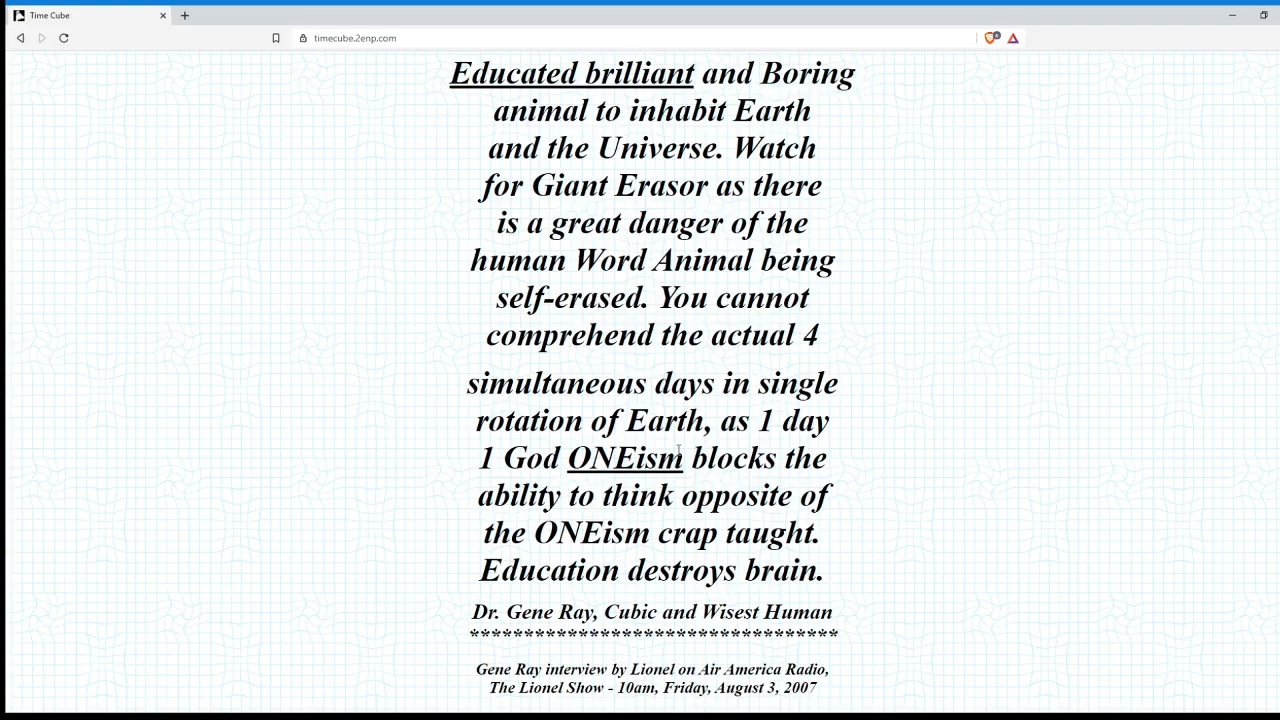 Time Cube
timecube.2enp.com
Educated brilliant and Boring
animal to inhabit Earth
and the Universe. Watch
for Giant Erasor as there
is a great danger of the
human Word Animal being
self-erased. You cannot
comprehend the actual 4
simultaneous days in single
rotation of Earth, as 1 day
1 God ONEism blocks the
ability to think opposite of
the ONEism crap taught.
Education destroys brain.
Dr. Gene Ray, Cubic and Wisest Human
**********************************
Gene Ray interview by Lionel on Air America Radio,
The Lionel Show - 10am, Friday, August 3, 2007